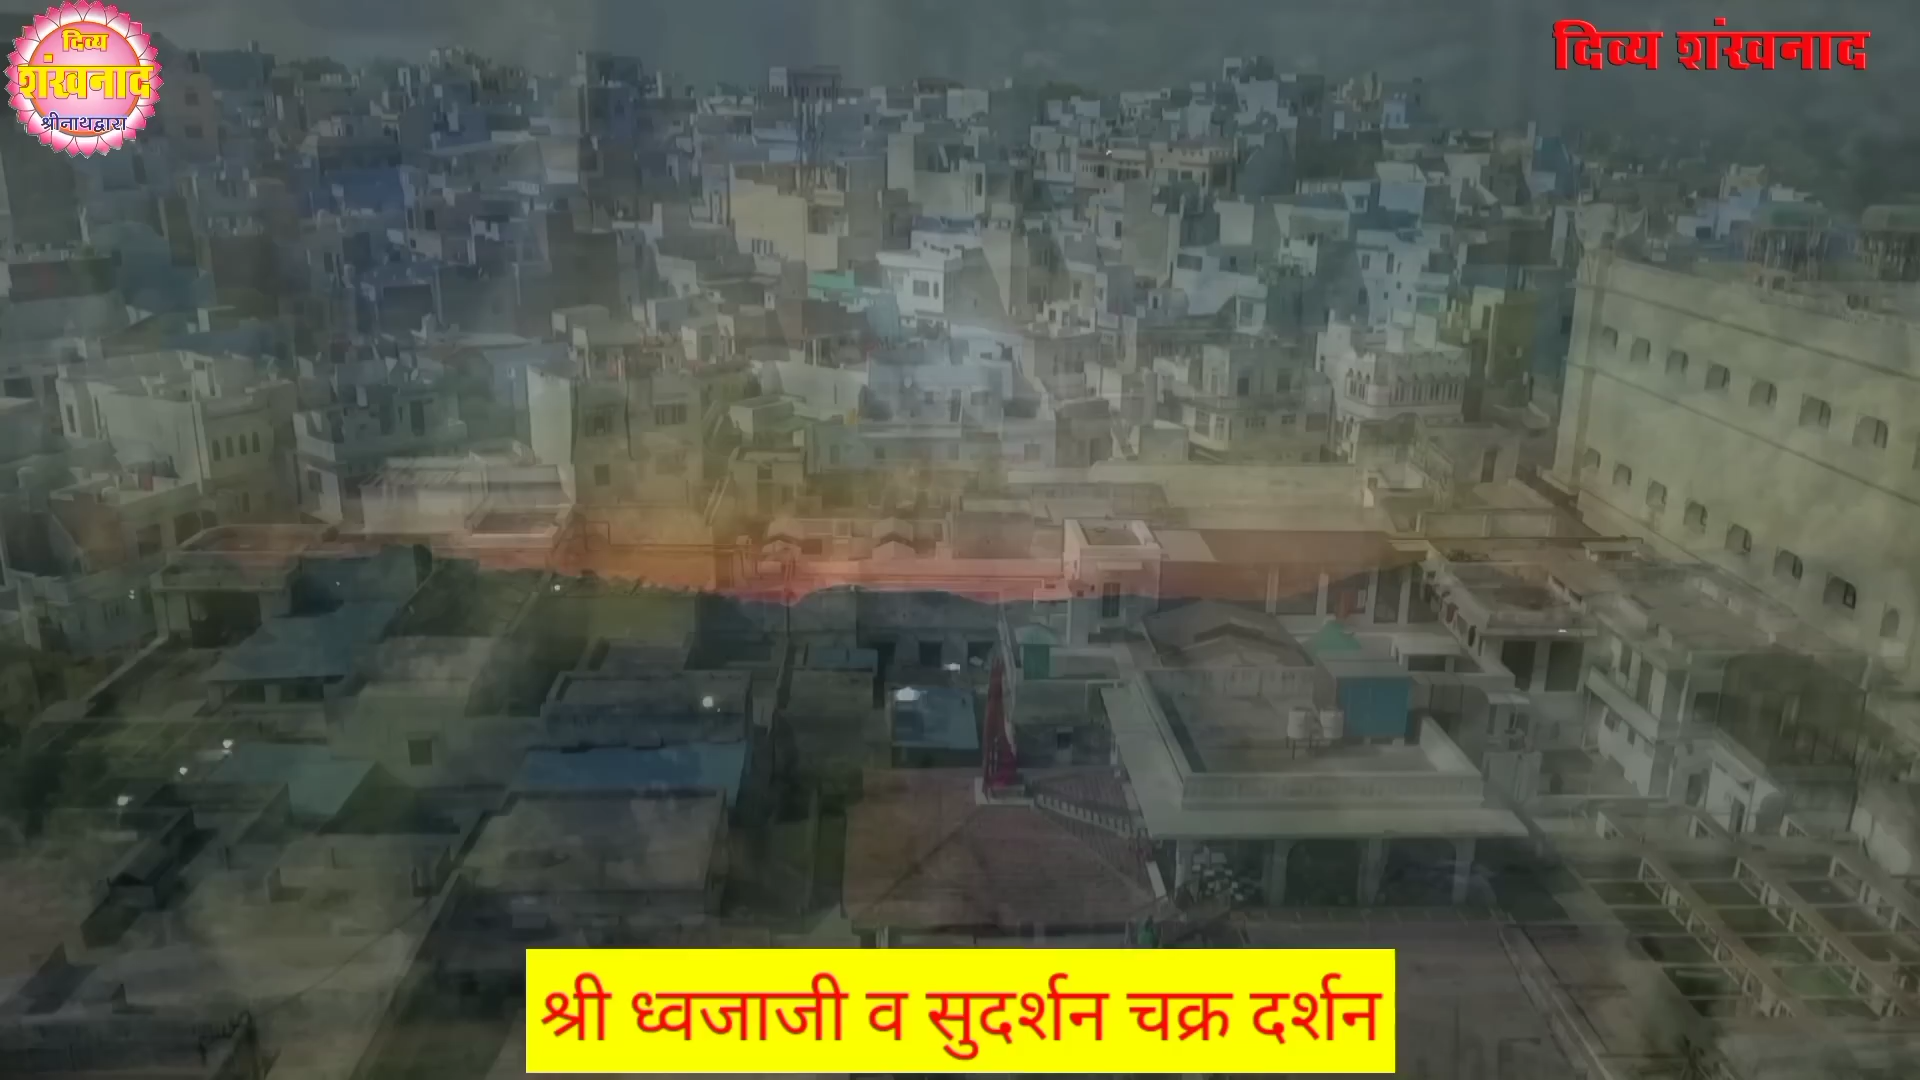 दिव्य
शंखनाद
श्रीनाथद्वारा
दिव्य शंखनाद
श्री ध्वजाजी व सुदर्शन चक्र दर्शन